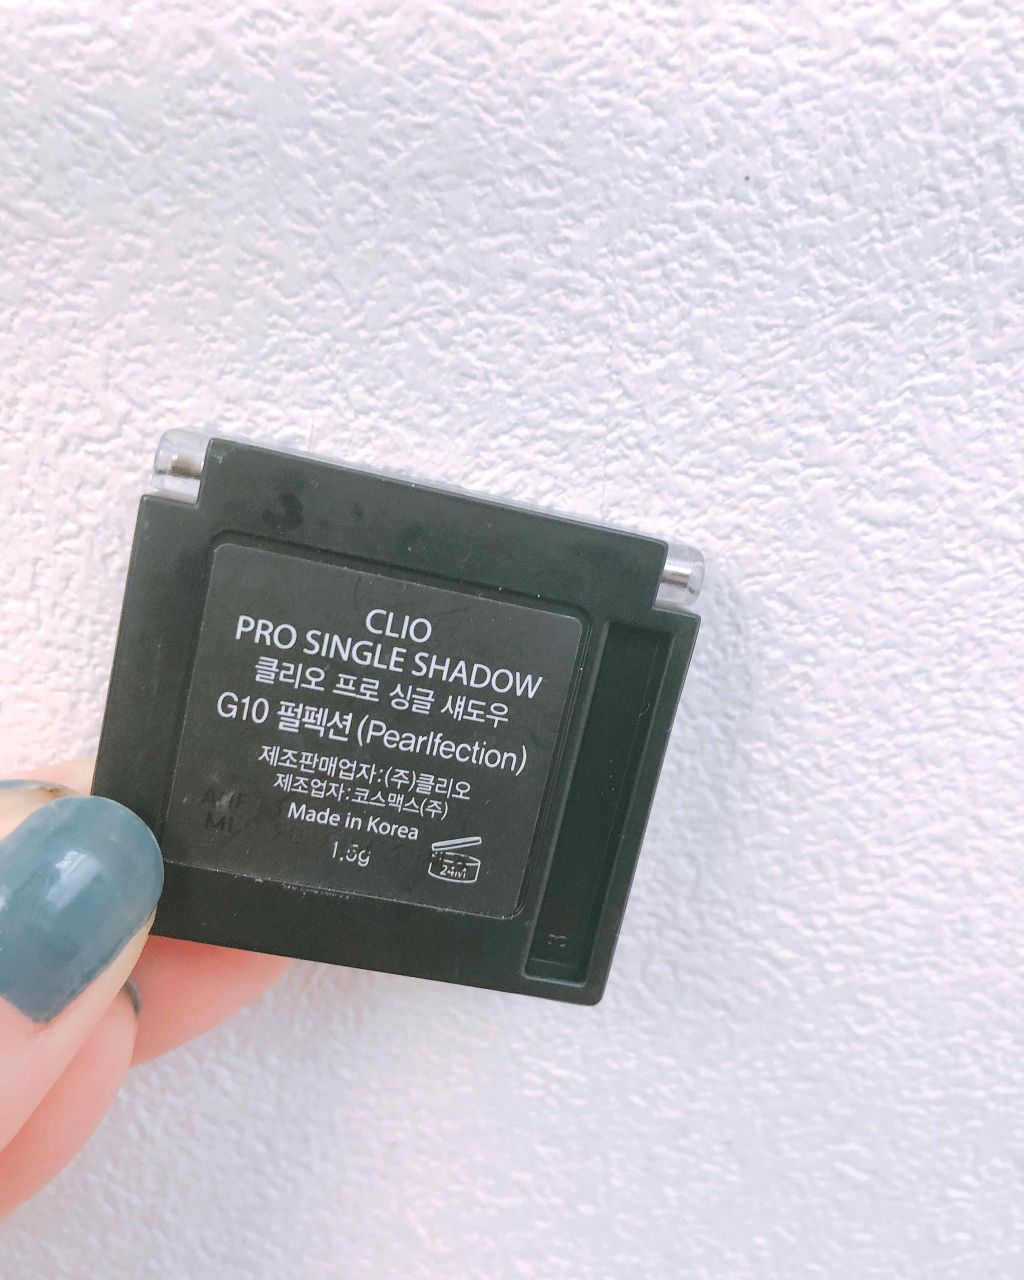 CLIO
PRO SINGLE SHADOW
클리오 프로 싱글 섀도우
G10 펄펙션 (Pearlfection)
제조판매업자:(주)클리오
제조업자:코스맥스(주)
Made in Korea
1.5g
24M